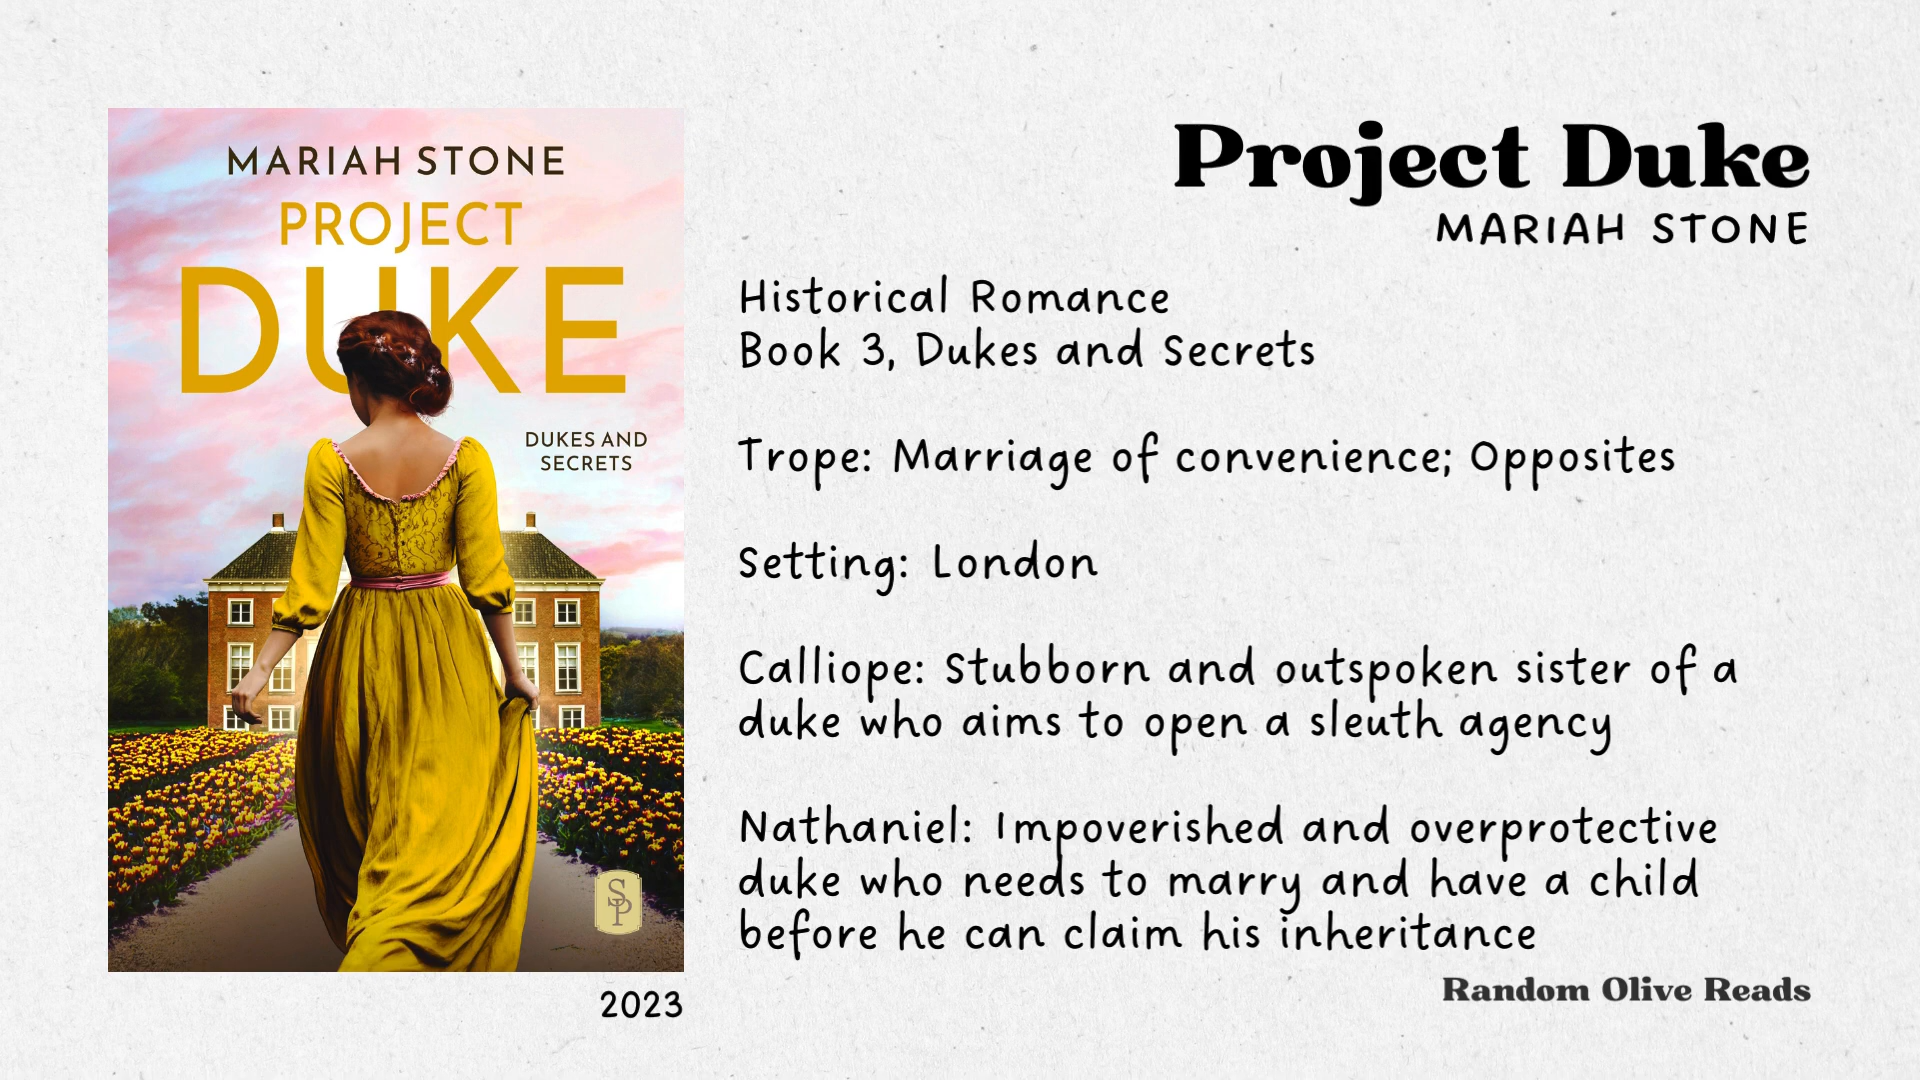 MARIAH STONE
PROJECT
DUKE
DUKES AND
SECRETS
SP
2023
Project Duke
MARIAH STONE
Historical Romance
Book 3, Dukes and Secrets
Trope: Marriage of convenience; Opposites
Setting: London
Calliope: Stubborn and outspoken sister of a
duke who aims to open a sleuth agency
Nathaniel: Impoverished and overprotective
duke who needs to marry and have a child
before he can claim his inheritance
Random Olive Reads